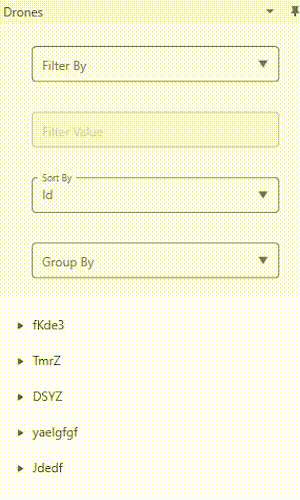 Drones
Filter By
Filter Value
Sort By
Id
Group By
fKde3
TmrZ
DSYZ
yaelgfgf
Jdedf